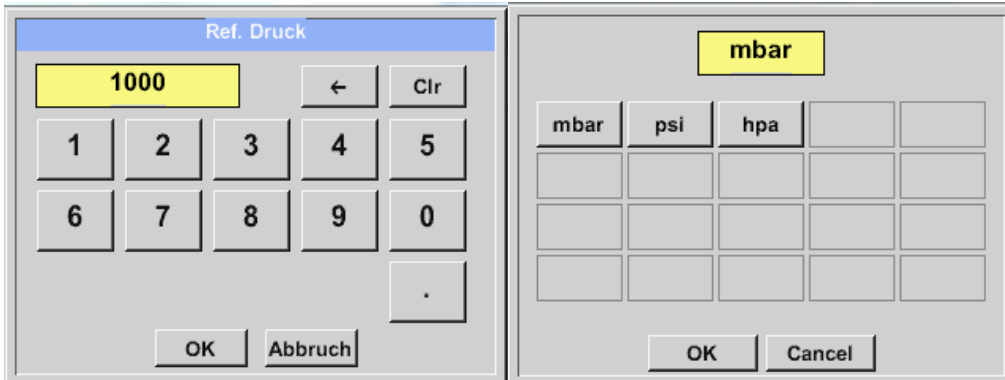 Ref. Druck
1000
← Clr
1 2 3 4 5
6 7 8 9 0
.
OK Abbruch
mbar
mbar psi hpa
OK Cancel